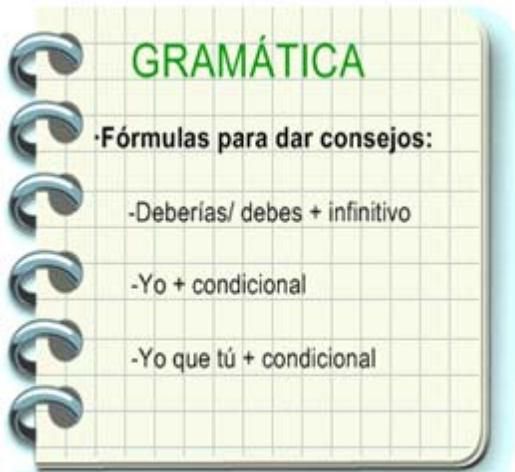 GRAMÁTICA
·Fórmulas para dar consejos:
-Deberías/ debes + infinitivo
-Yo + condicional
-Yo que tú + condicional